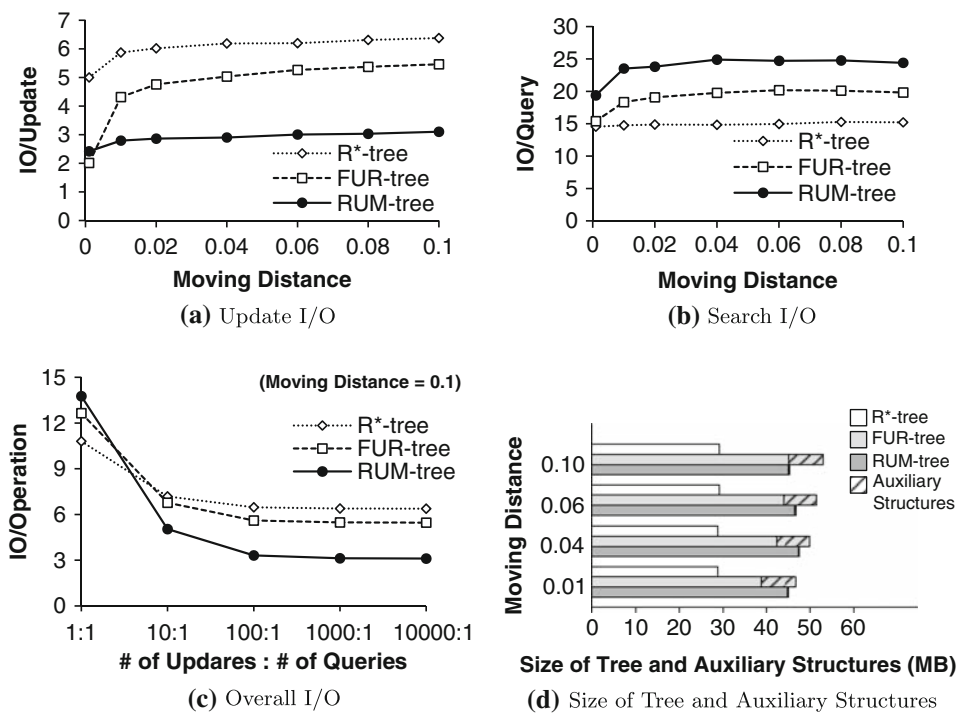 7
6
5
4
3
2
1
0
IO/Update
R*-tree
FUR-tree
RUM-tree
0 0.02 0.04 0.06 0.08 0.1
Moving Distance
(a) Update I/O
30
25
20
15
10
5
0
IO/Query
R*-tree
FUR-tree
RUM-tree
0 0.02 0.04 0.06 0.08 0.1
Moving Distance
(b) Search I/O
15
12
9
6
3
0
IO/Operation
(Moving Distance = 0.1)
R*-tree
FUR-tree
RUM-tree
1:1 10:1 100:1 1000:1 10000:1
# of Updares : # of Queries
(c) Overall I/O
R*-tree
FUR-tree
RUM-tree
Auxiliary
Structures
Moving Distance
0.10
0.06
0.04
0.01
0 10 20 30 40 50 60
Size of Tree and Auxiliary Structures (MB)
(d) Size of Tree and Auxiliary Structures